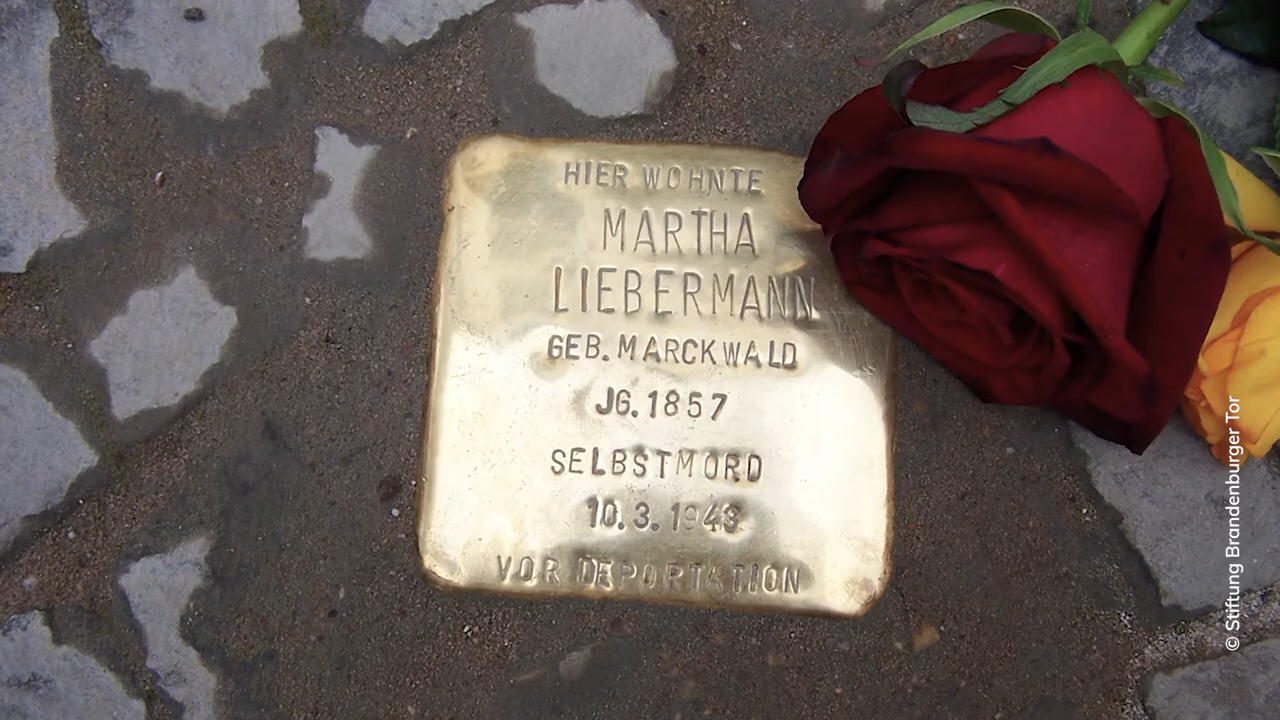 HIER WOHNTE
MARTHA
LIEBERMANN
GEB. MARCKWALD
JG. 1857
SELBSTMORD
10.3.1943
VOR DEPORTATION
© Stiftung Brandenburger Tor